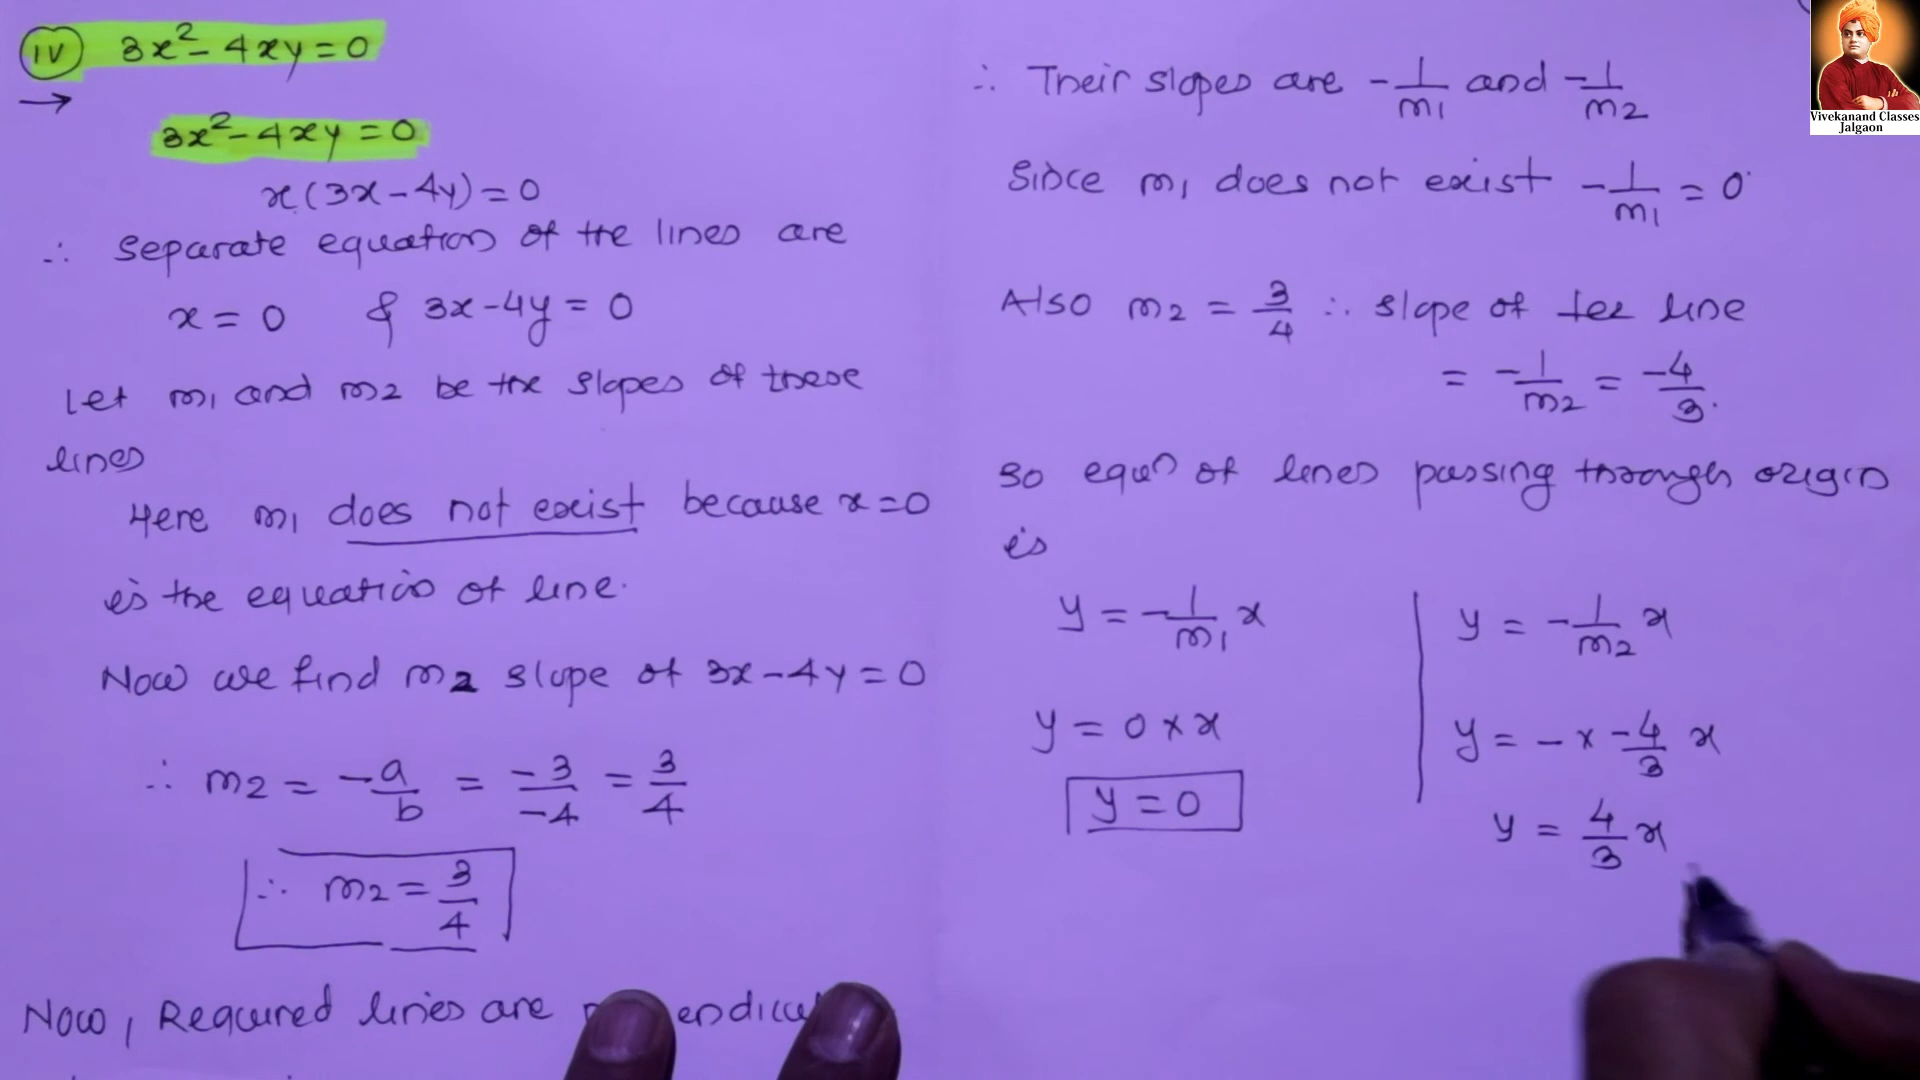 iv) 3x² - 4xy = 0
→
3x² - 4xy = 0
x(3x - 4y) = 0
∴ Separate equation of the lines are
x = 0 & 3x - 4y = 0
Let m₁ and m₂ be the slopes of these
lines
Here m₁ does not exist because x = 0
is the equation of line.
Now we find m₂ slope of 3x - 4y = 0
∴ m₂ = -a/b = -3/-4 = 3/4
∴ m₂ = 3/4
Now, Required lines are
∴ Their slopes are -1/m₁ and -1/m₂
Since m₁ does not exist -1/m₁ = 0
Also m₂ = 3/4 ∴ slope of line
= -1/m₂ = -4/3.
So equn of lines passing through origin
is
y = -1/m₁ x
y = 0 × x
y = 0
y = -1/m₂ x
y = - × -4/3 x
y = 4/3 x
Vivekanand Classes
Jalgaon